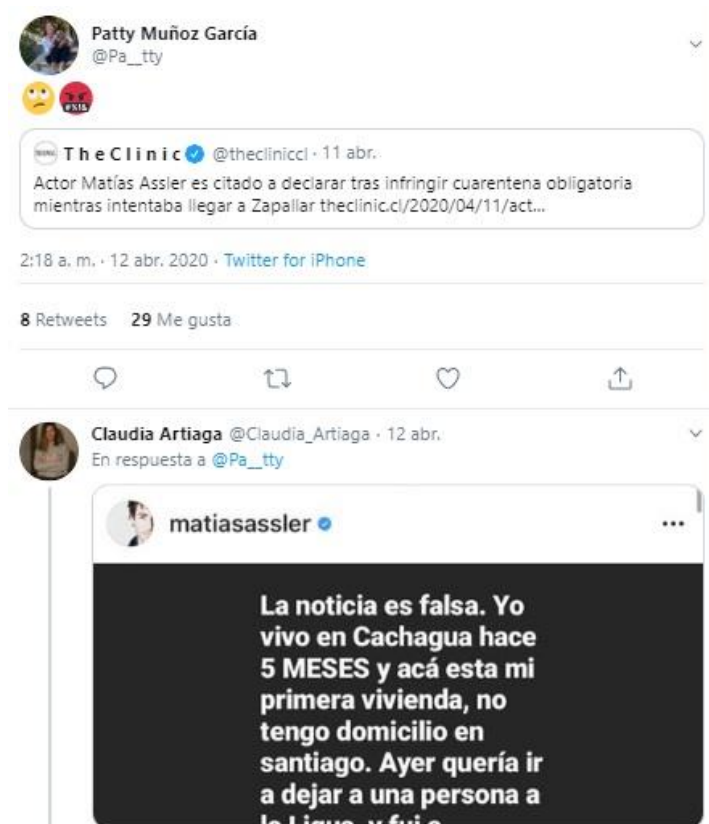 Patty Muñoz García
@Pa__tty
TheClinic @thecliniccl · 11 abr.
Actor Matías Assler es citado a declarar tras infringir cuarentena obligatoria
mientras intentaba llegar a Zapallar theclinic.cl/2020/04/11/act...
2:18 a. m. · 12 abr. 2020 · Twitter for iPhone
8 Retweets 29 Me gusta
Claudia Artiaga @Claudia_Artiaga · 12 abr.
En respuesta a @Pa__tty
matiasassler
La noticia es falsa. Yo
vivo en Cachagua hace
5 MESES y acá esta mi
primera vivienda, no
tengo domicilio en
santiago. Ayer quería ir
a dejar a una persona a
la Ligua, y fui a